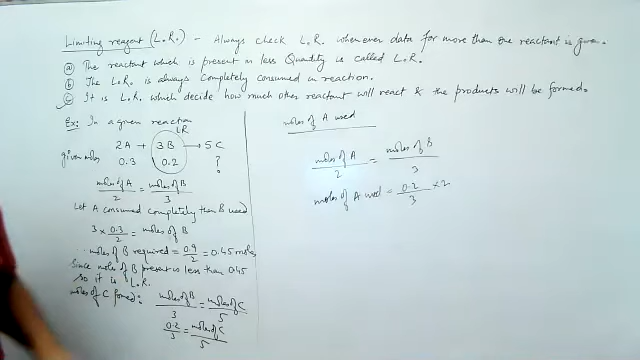 Limiting reagent (L.R.) - Always check L.R. whenever data for more than one reactant is given.
(a) The reactant which is present in less Quantity is called L.R.
(b) The L.R. is always completely consumed in reaction.
(c) It is L.R. which decide how much other reactant will react & the products will be formed.
Ex: In a given reaction
LR
2A + 3B → 5C
given moles 0.3 0.2 ?
moles of A / 2 = moles of B / 3
Let A consumed completely then B used
3 × 0.3 / 2 = moles of B
moles of B required = 0.9 / 2 = 0.45 moles
Since moles of B present is less than 0.45
So it is L.R.
moles of C formed: moles of B / 3 = moles of C / 5
0.2 / 3 = moles of C / 5
moles of A used
moles of A / 2 = moles of B / 3
moles of A used = 0.2 / 3 × 2